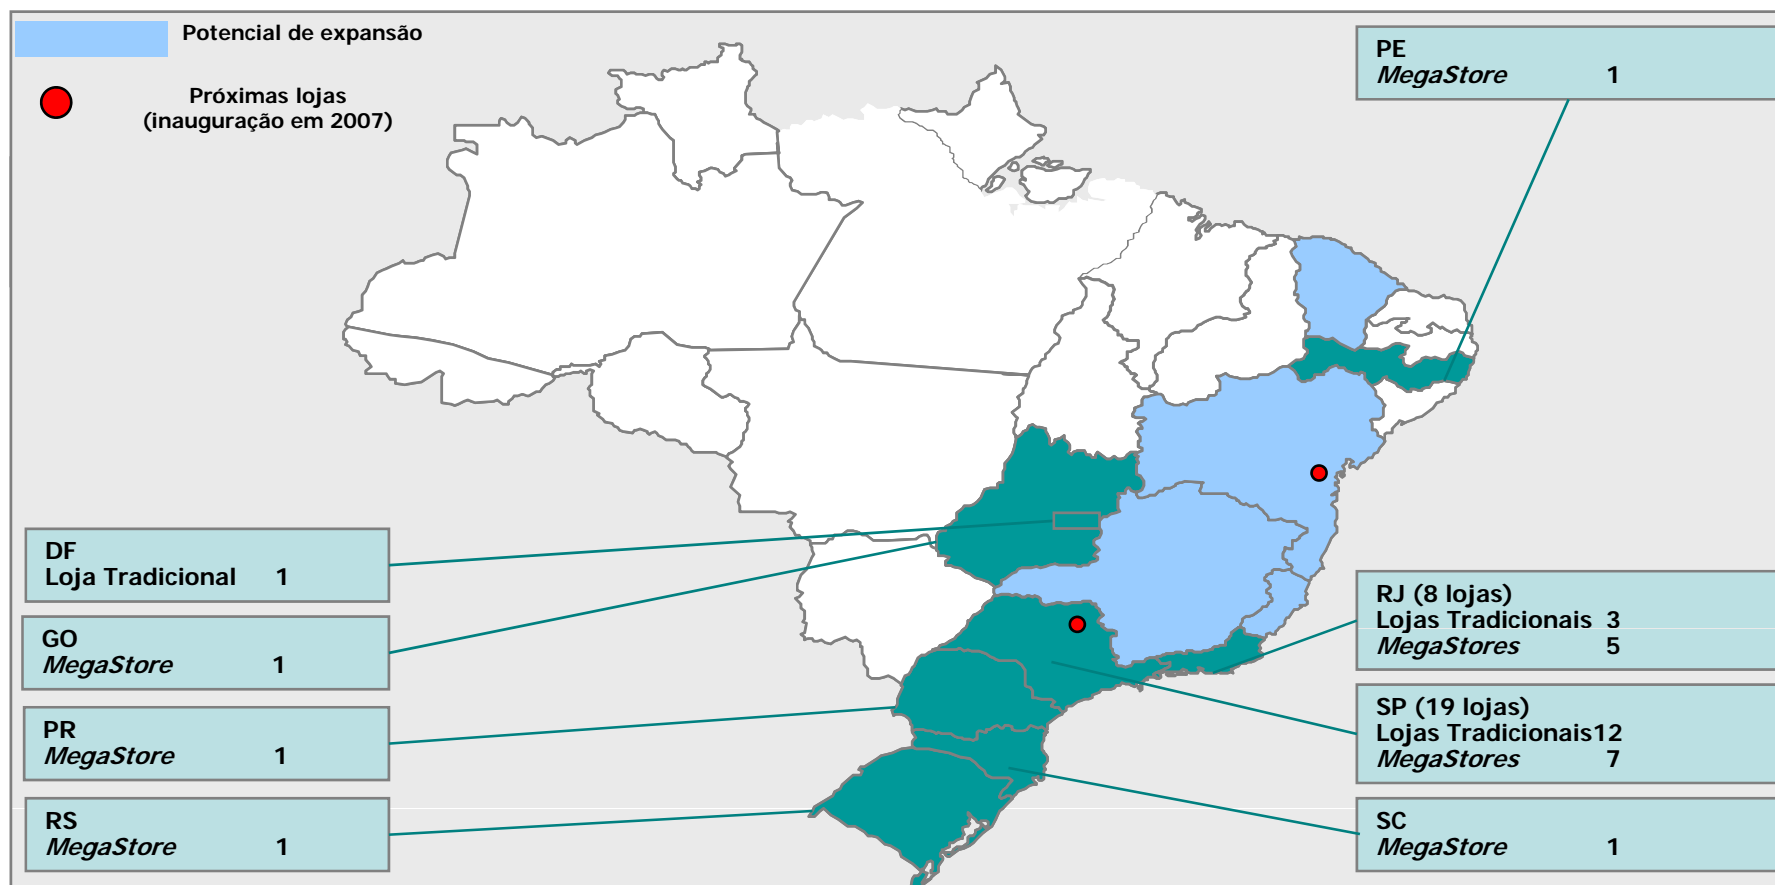 Potencial de expansão
Próximas lojas
(inauguração em 2007)
PE
MegaStore 1
DF
Loja Tradicional 1
GO
MegaStore 1
PR
MegaStore 1
RS
MegaStore 1
RJ (8 lojas)
Lojas Tradicionais 3
MegaStores 5
SP (19 lojas)
Lojas Tradicionais 12
MegaStores 7
SC
MegaStore 1